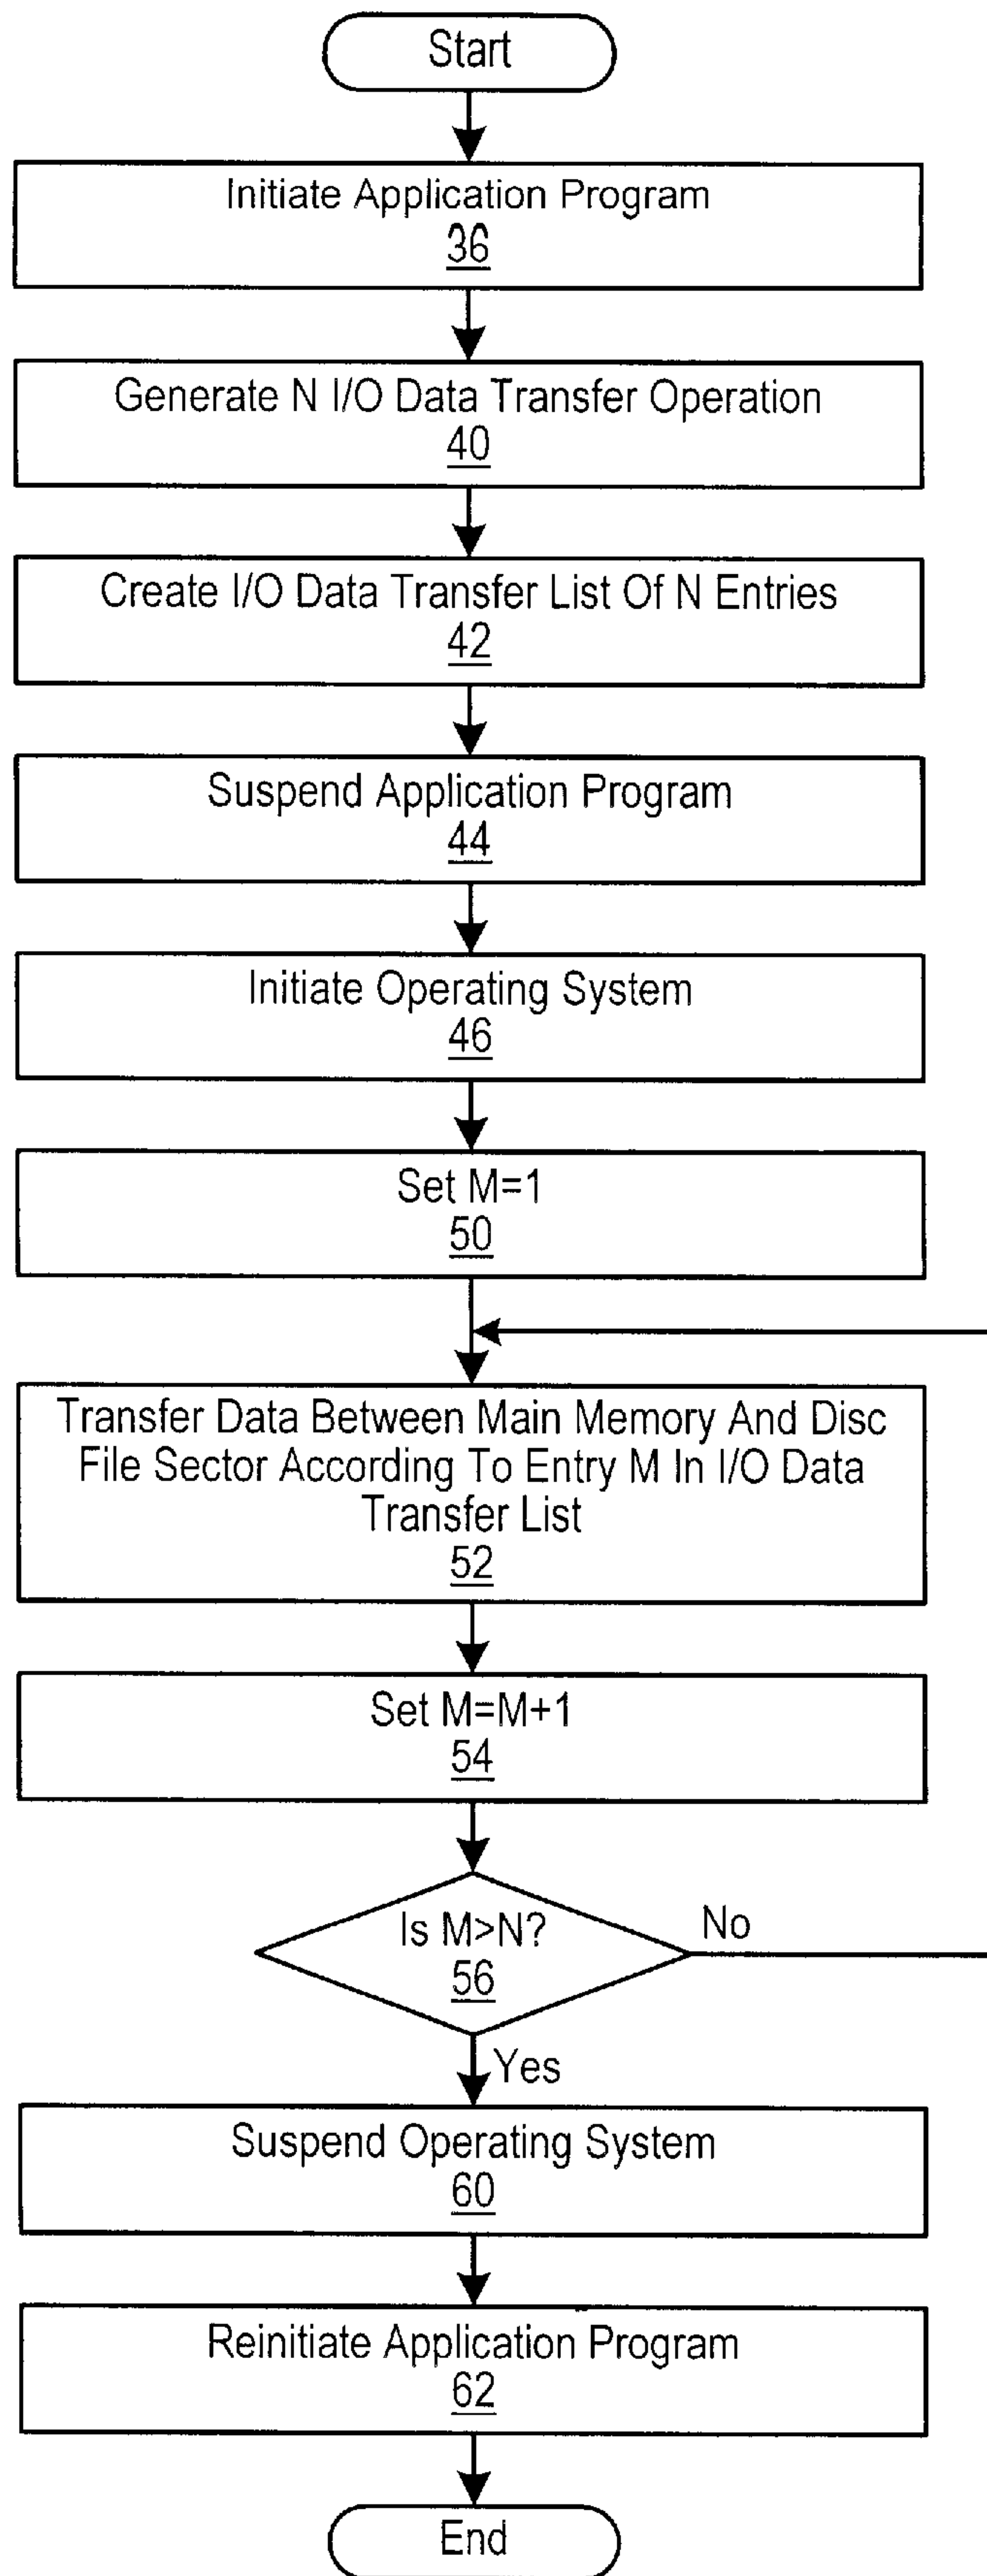 Start
Initiate Application Program
36
Generate N I/O Data Transfer Operation
40
Create I/O Data Transfer List Of N Entries
42
Suspend Application Program
44
Initiate Operating System
46
Set M=1
50
Transfer Data Between Main Memory And Disc
File Sector According To Entry M In I/O Data
Transfer List
52
Set M=M+1
54
Is M>N?
56
No
Yes
Suspend Operating System
60
Reinitiate Application Program
62
End